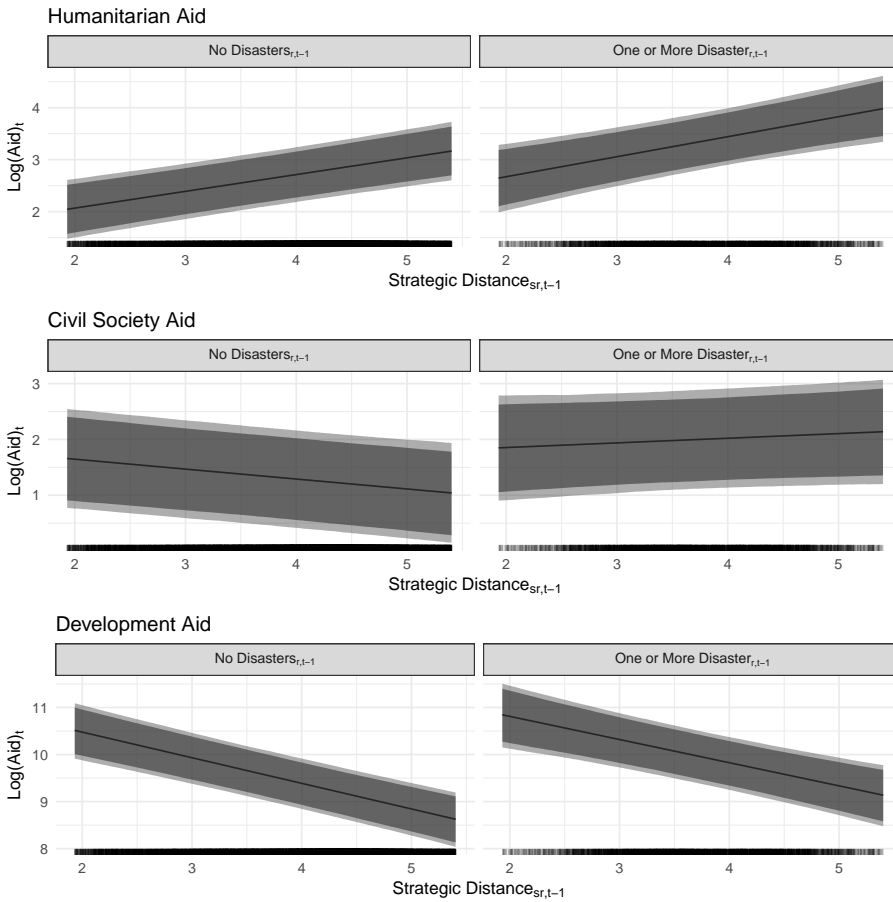 Humanitarian Aid
No Disasters r,t−1
One or More Disaster r,t−1
Log(Aid) t
4
3
2
2 3 4 5
2 3 4 5
Strategic Distance sr,t−1
Civil Society Aid
No Disasters r,t−1
One or More Disaster r,t−1
Log(Aid) t
3
2
1
2 3 4 5
2 3 4 5
Strategic Distance sr,t−1
Development Aid
No Disasters r,t−1
One or More Disaster r,t−1
Log(Aid) t
11
10
9
8
2 3 4 5
2 3 4 5
Strategic Distance sr,t−1